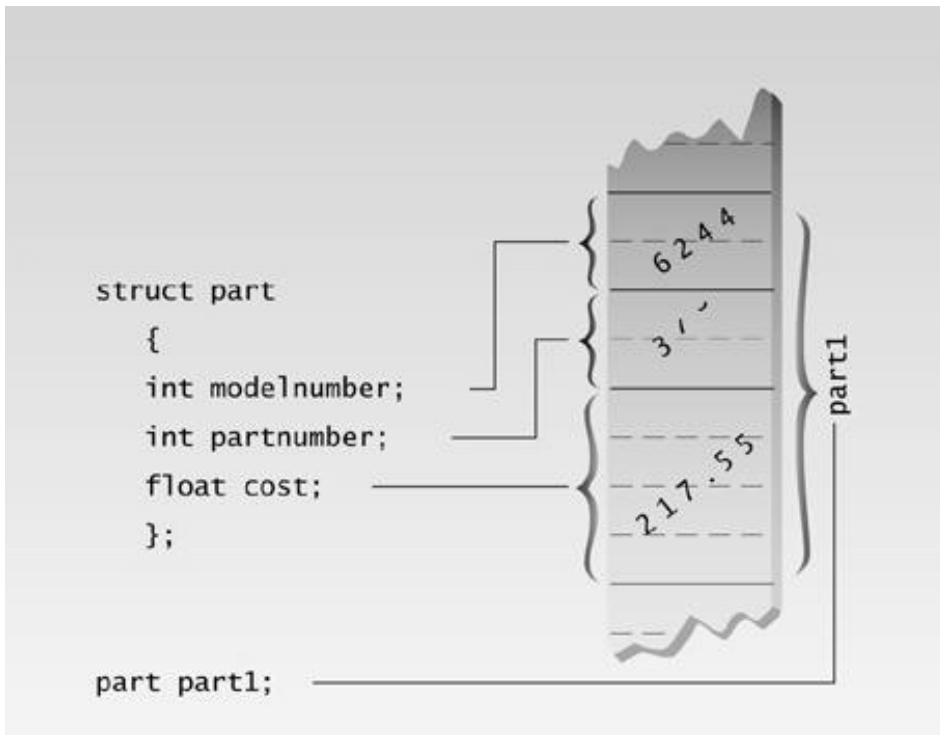 struct part
{
int modelnumber;
int partnumber;
float cost;
};
part part1;
6244
217.55
part1